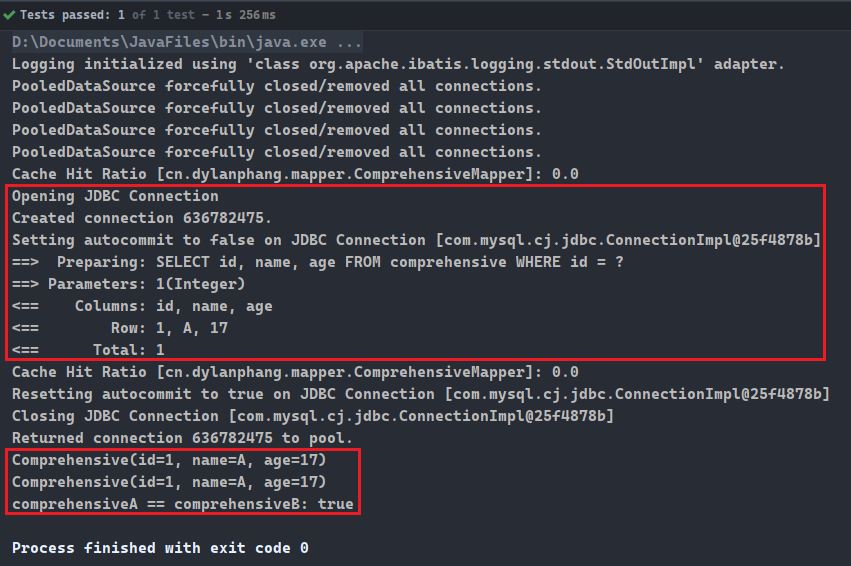 Tests passed: 1 of 1 test – 1 s 256 ms
D:\Documents\JavaFiles\bin\java.exe ...
Logging initialized using 'class org.apache.ibatis.logging.stdout.StdOutImpl' adapter.
PooledDataSource forcefully closed/removed all connections.
PooledDataSource forcefully closed/removed all connections.
PooledDataSource forcefully closed/removed all connections.
PooledDataSource forcefully closed/removed all connections.
Cache Hit Ratio [cn.dylanphang.mapper.ComprehensiveMapper]: 0.0
Opening JDBC Connection
Created connection 636782475.
Setting autocommit to false on JDBC Connection [com.mysql.cj.jdbc.ConnectionImpl@25f4878b]
==>  Preparing: SELECT id, name, age FROM comprehensive WHERE id = ?
==> Parameters: 1(Integer)
<==    Columns: id, name, age
<==        Row: 1, A, 17
<==      Total: 1
Cache Hit Ratio [cn.dylanphang.mapper.ComprehensiveMapper]: 0.0
Resetting autocommit to true on JDBC Connection [com.mysql.cj.jdbc.ConnectionImpl@25f4878b]
Closing JDBC Connection [com.mysql.cj.jdbc.ConnectionImpl@25f4878b]
Returned connection 636782475 to pool.
Comprehensive(id=1, name=A, age=17)
Comprehensive(id=1, name=A, age=17)
comprehensiveA == comprehensiveB: true
Process finished with exit code 0